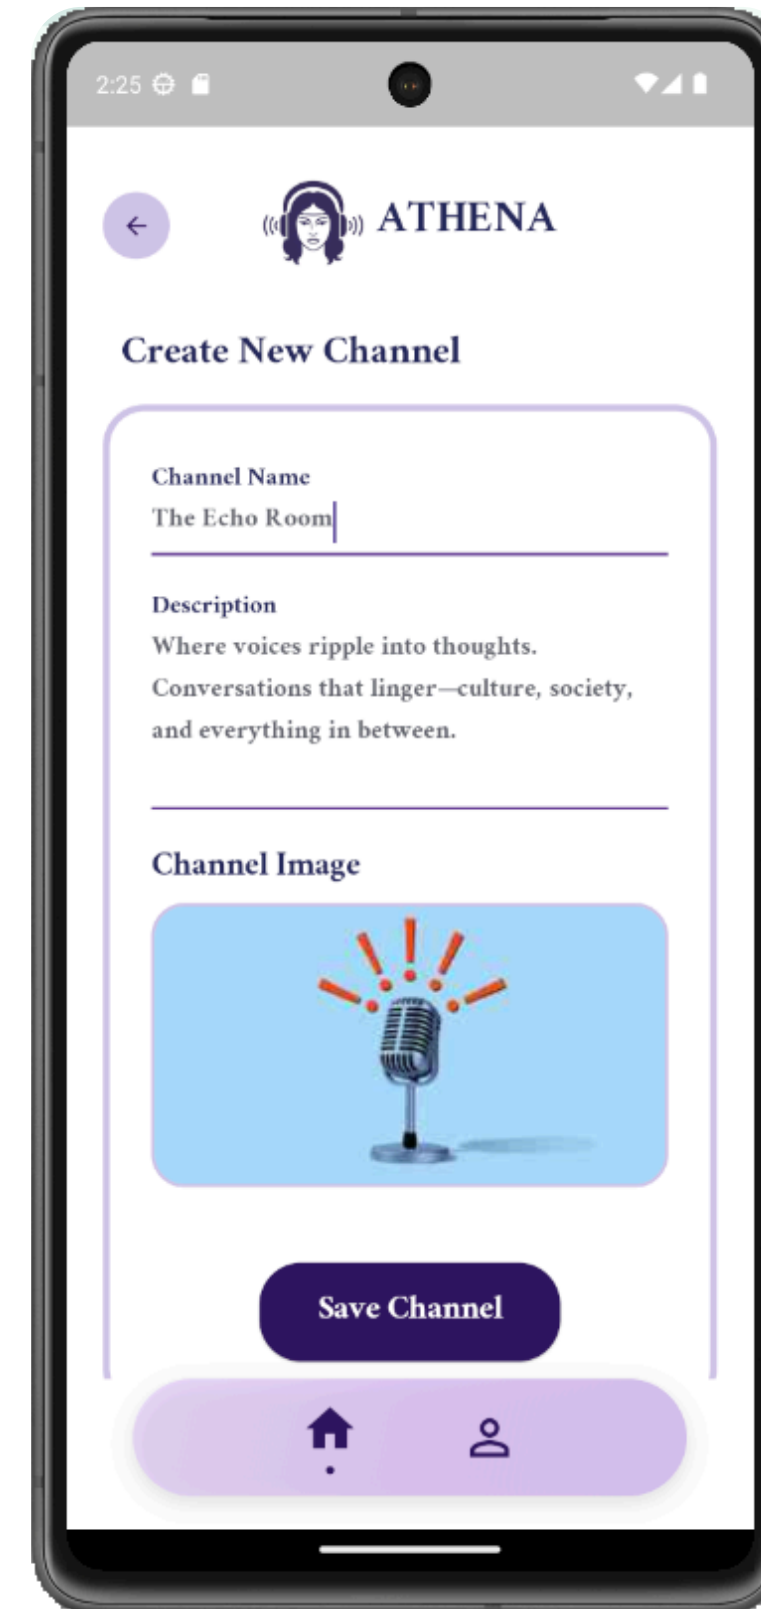 2:25
ATHENA
Create New Channel
Channel Name
The Echo Room
Description
Where voices ripple into thoughts.
Conversations that linger—culture, society,
and everything in between.
Channel Image
Save Channel